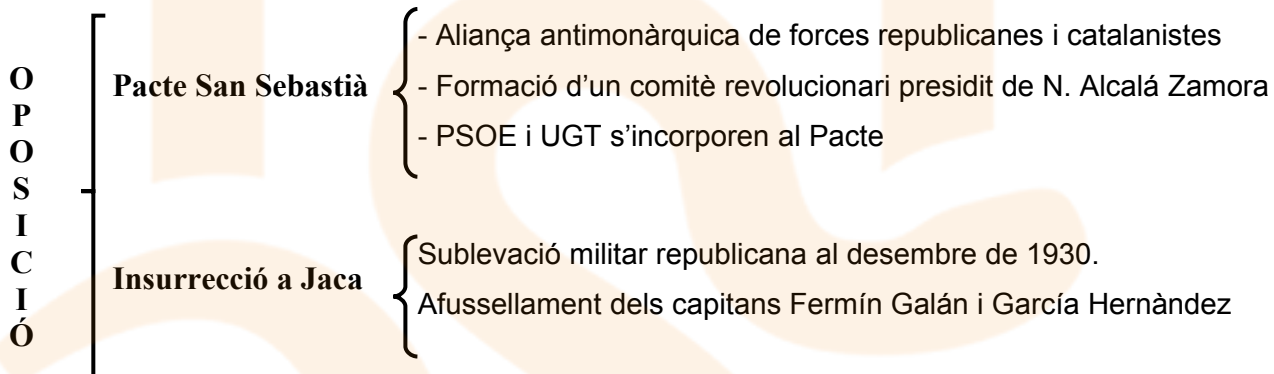 OPOSICIÓ
Pacte San Sebastià
- Aliança antimonàrquica de forces republicanes i catalanistes
- Formació d’un comitè revolucionari presidit de N. Alcalá Zamora
- PSOE i UGT s’incorporen al Pacte
Insurrecció a Jaca
Sublevació militar republicana al desembre de 1930.
Afussellament dels capitans Fermín Galán i García Hernàndez